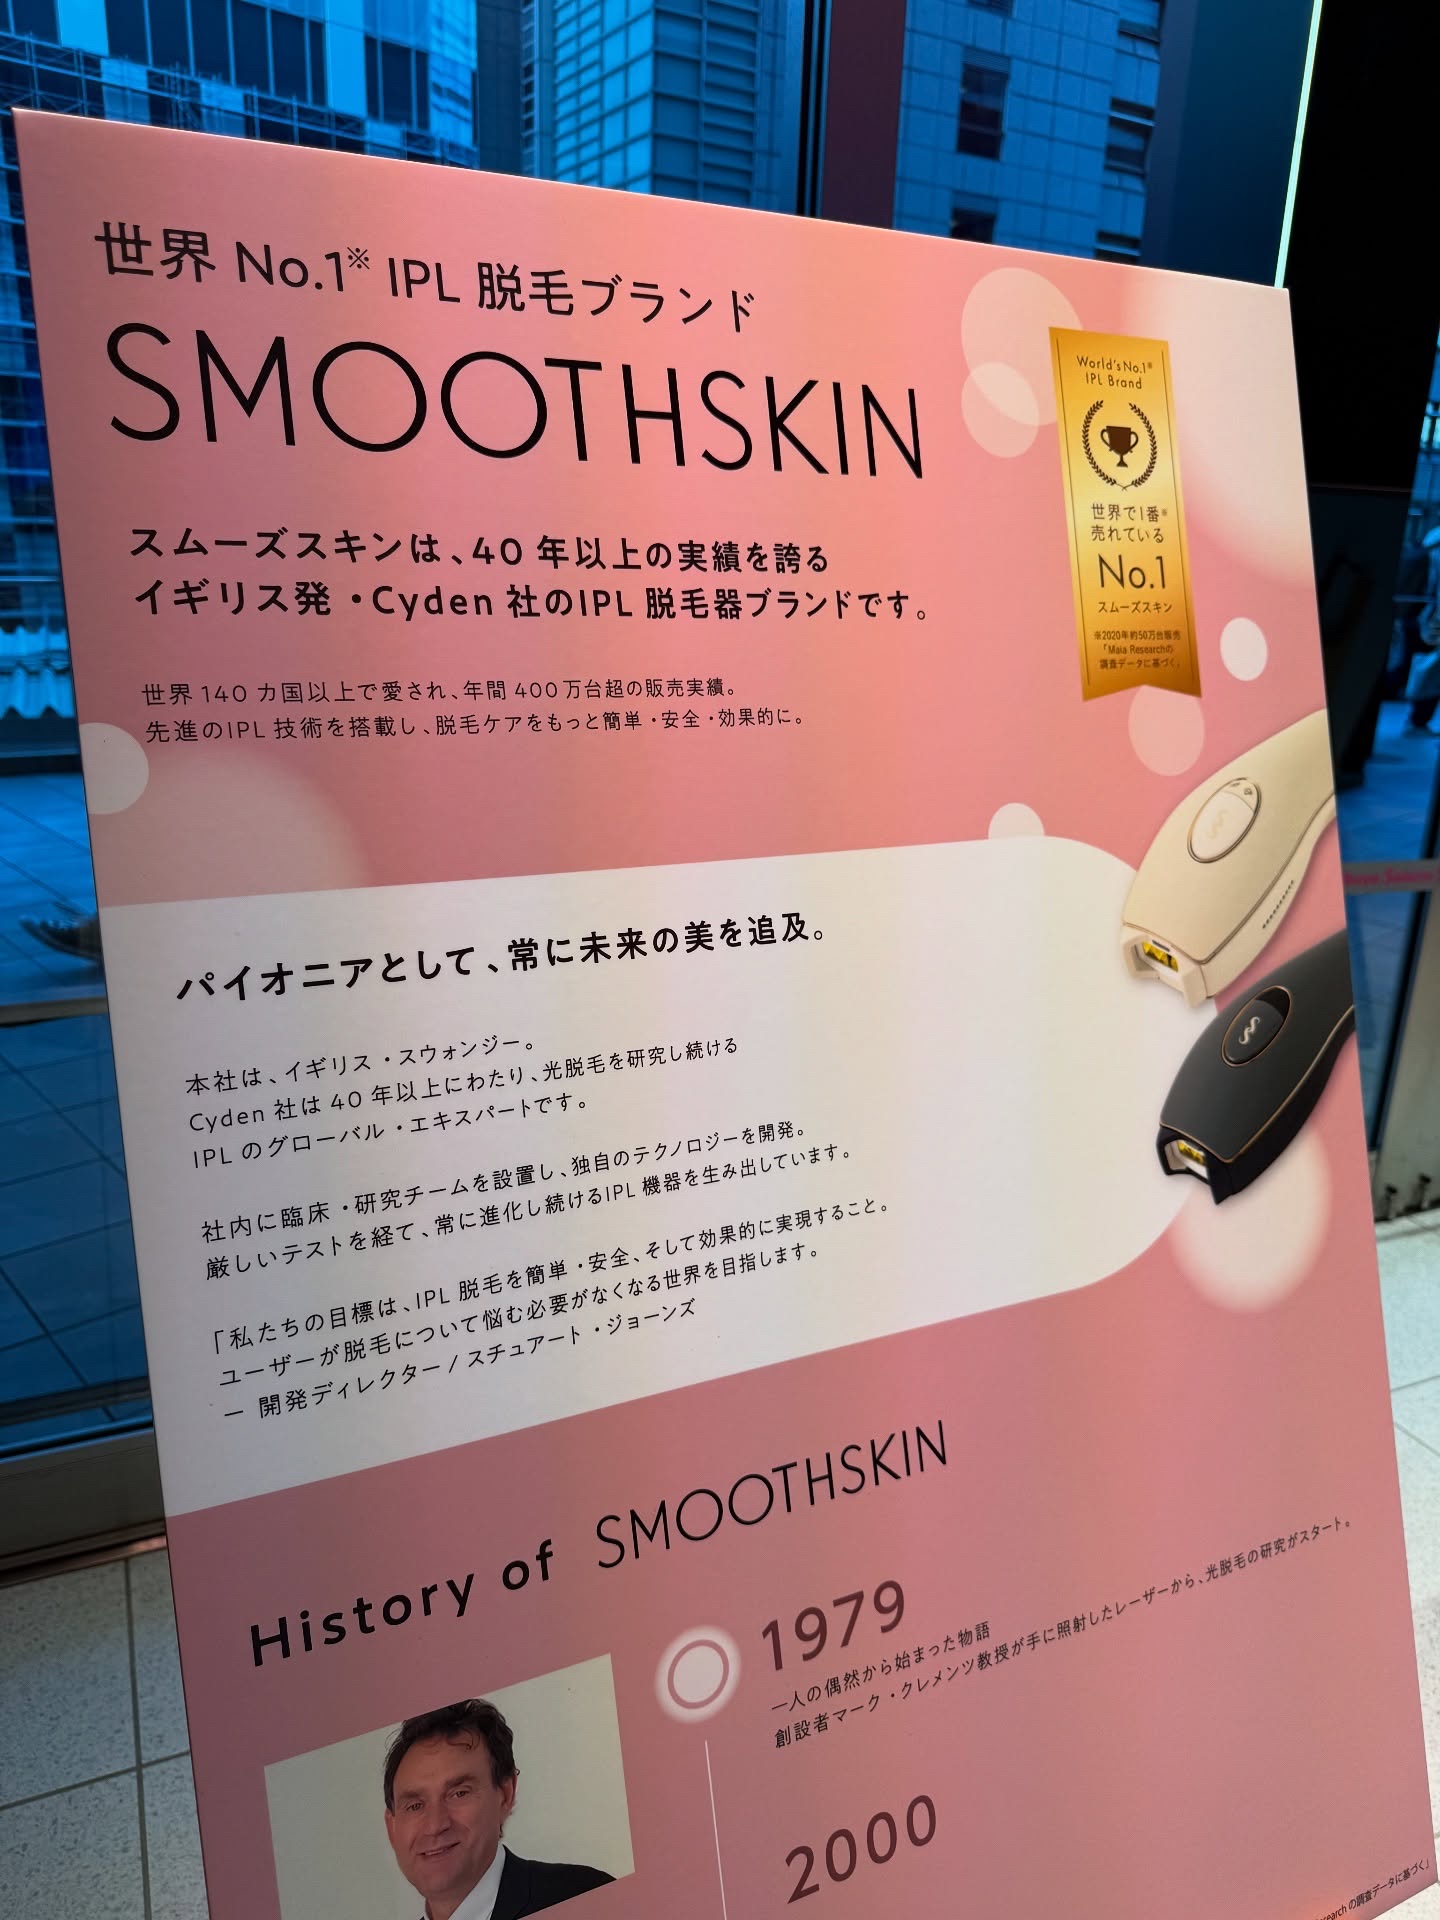 世界 No.1※ IPL 脱毛ブランド
SMOOTHSKIN
スムーズスキンは、40 年以上の実績を誇る
イギリス発・Cyden 社のIPL 脱毛器ブランドです。
世界 140 カ国以上で愛され、年間 400 万台超の販売実績。
先進のIPL 技術を搭載し、脱毛ケアをもっと簡単・安全・効果的に。
World's No.1※
IPL Brand
世界で1番※
売れている
No.1
スムーズスキン
※2020年約50万台販売
「Maia Researchの
調査データに基づく」
パイオニアとして、常に未来の美を追及。
本社は、イギリス・スウォンジー。
Cyden 社は 40 年以上にわたり、光脱毛を研究し続ける
IPL のグローバル・エキスパートです。
社内に臨床・研究チームを設置し、独自のテクノロジーを開発。
厳しいテストを経て、常に進化し続けるIPL 機器を生み出しています。
「私たちの目標は、IPL 脱毛を簡単・安全、そして効果的に実現すること。
ユーザーが脱毛について悩む必要がなくなる世界を目指します。
― 開発ディレクター / スチュアート・ジョーンズ
History of SMOOTHSKIN
1979
一人の偶然から始まった物語
創設者マーク・クレメンツ教授が手に照射したレーザーから、光脱毛の研究がスタート。
2000
の調査データに基づく」